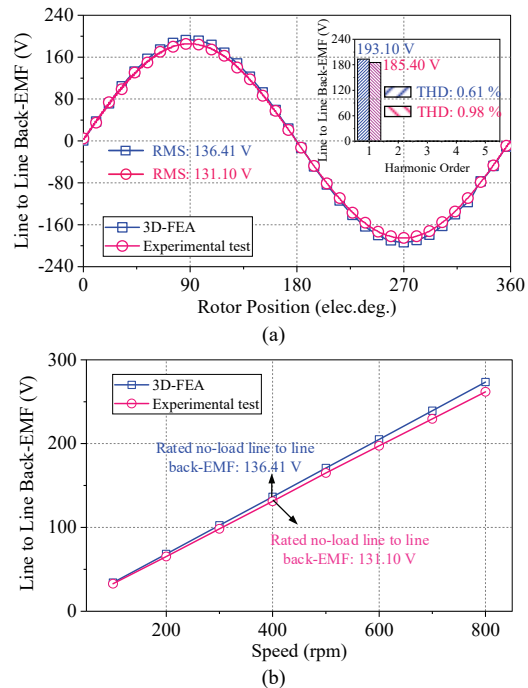 (a)
Line to Line Back-EMF (V)
240
160
80
0
-80
-160
-240
RMS: 136.41 V
RMS: 131.10 V
3D-FEA
Experimental test
0
90
180
270
360
Rotor Position (elec.deg.)
Line to Line Back-EMF (V)
240
180
120
60
0
193.10 V
185.40 V
THD: 0.61 %
THD: 0.98 %
1 2 3 4 5
Harmonic Order
(a)
Line to Line Back-EMF (V)
300
200
100
0
3D-FEA
Experimental test
Rated no-load line to line
back-EMF: 136.41 V
Rated no-load line to line
back-EMF: 131.10 V
200 400 600 800
Speed (rpm)
(b)